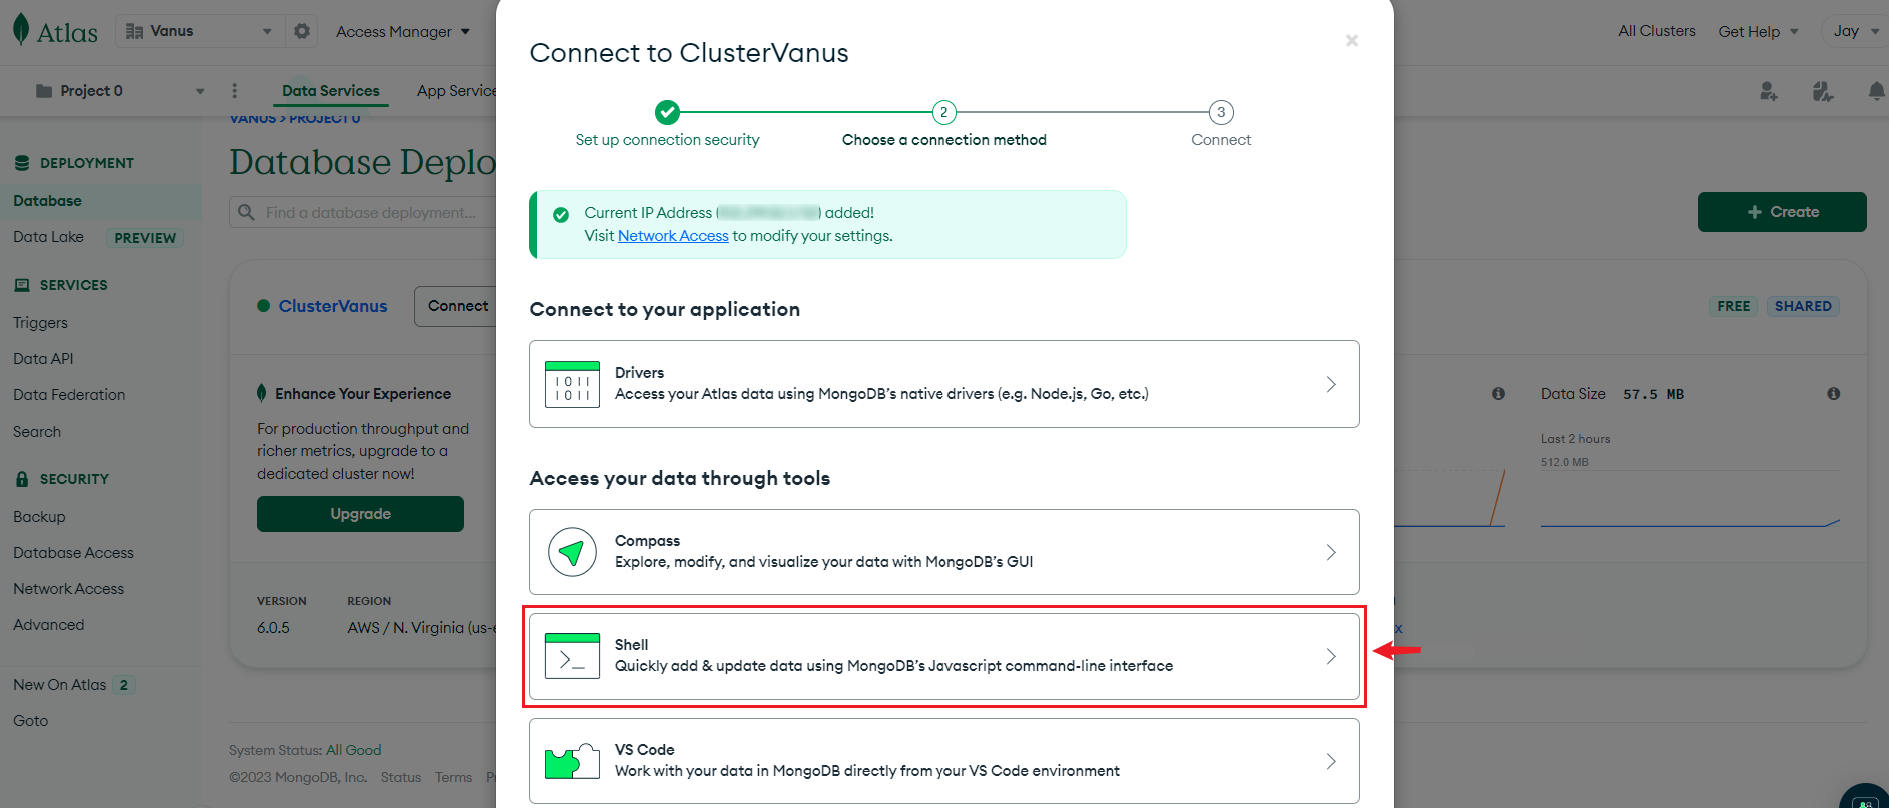 Atlas
Vanus
Access Manager
All Clusters
Get Help
Jay
Project 0
Data Services
App Service
VANUS > PROJECT 0
DEPLOYMENT
Database
Data Lake PREVIEW
SERVICES
Triggers
Data API
Data Federation
Search
SECURITY
Backup
Database Access
Network Access
Advanced
New On Atlas 2
Goto
Database Deplo
Find a database deployment...
+ Create
ClusterVanus
Connect
FREE SHARED
Enhance Your Experience
For production throughput and
richer metrics, upgrade to a
dedicated cluster now!
Upgrade
VERSION
6.0.5
REGION
AWS / N. Virginia (us-e
Data Size 57.5 MB
Last 2 hours
512.0 MB
System Status: All Good
©2023 MongoDB, Inc. Status Terms
Connect to ClusterVanus
Set up connection security
2
Choose a connection method
3
Connect
Current IP Address ( ) added!
Visit Network Access to modify your settings.
Connect to your application
1011
1011
Drivers
Access your Atlas data using MongoDB's native drivers (e.g. Node.js, Go, etc.)
Access your data through tools
Compass
Explore, modify, and visualize your data with MongoDB's GUI
>_
Shell
Quickly add & update data using MongoDB's Javascript command-line interface
VS Code
Work with your data in MongoDB directly from your VS Code environment